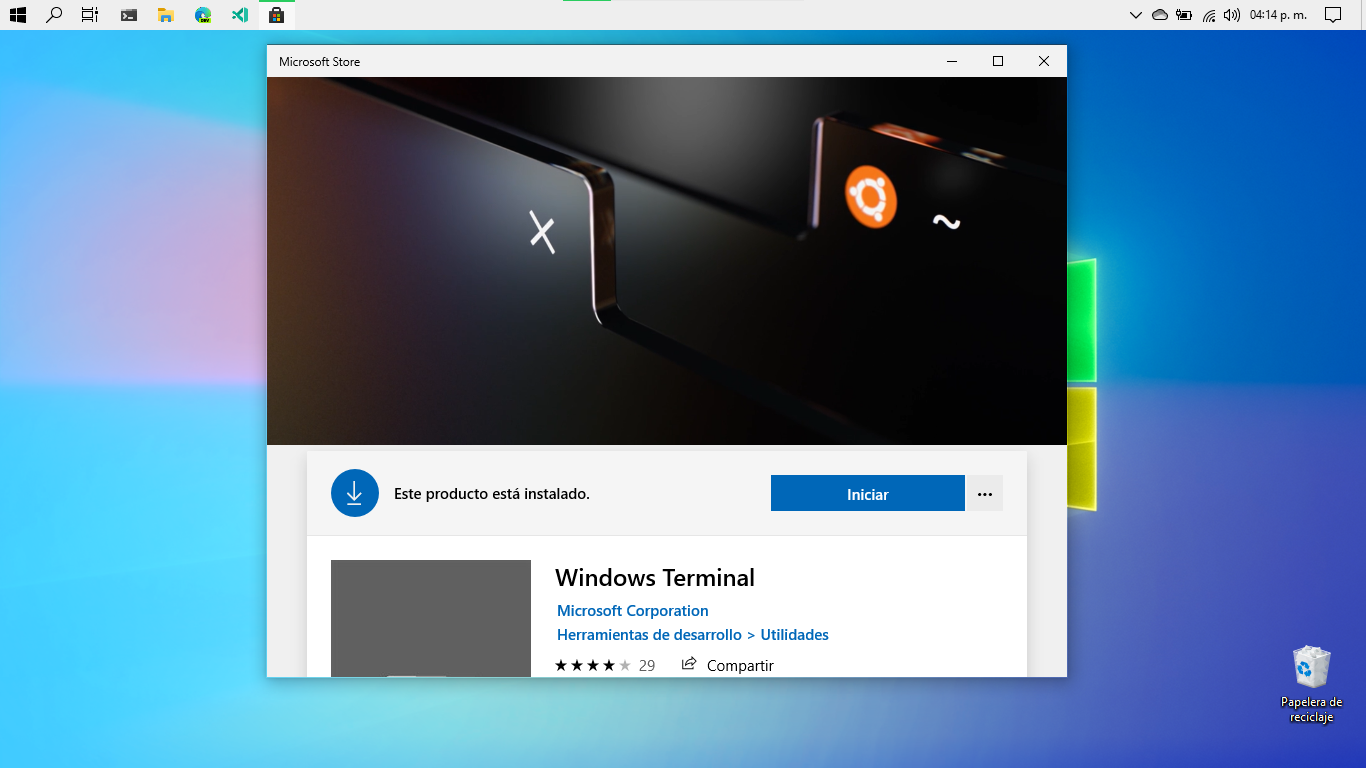 04:14 p. m.
Microsoft Store
~
Este producto está instalado.
Iniciar
Windows Terminal
Microsoft Corporation
Herramientas de desarrollo > Utilidades
29
Compartir
Papelera de
reciclaje